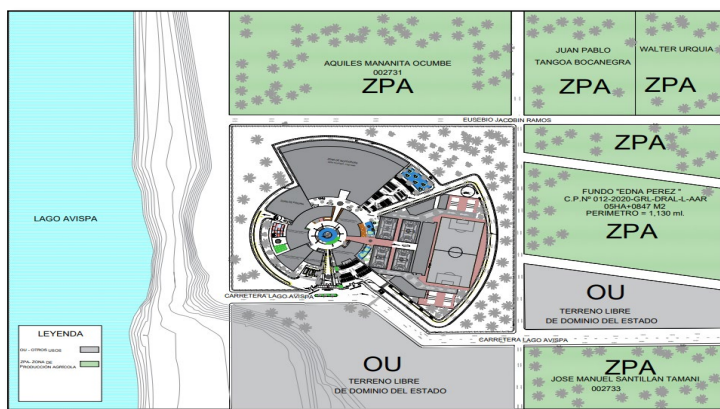 AQUILES MANANITA OCUMBE
002731
ZPA
JUAN PABLO
TANGOA BOCANEGRA
ZPA
WALTER URQUIA
ZPA
EUSEBIO JACOBIN RAMOS
ZPA
FUNDO "EDNA PEREZ "
C.P.Nº 012-2020-GRL-DRAL-L-AAR
05HA+0847 M2
PERIMETRO = 1,130 ml.
ZPA
LAGO AVISPA
CARRETERA LAGO AVISPA
OU
TERRENO LIBRE
DE DOMINIO DEL ESTADO
CARRETERA LAGO AVISPA
OU
TERRENO LIBRE
DE DOMINIO DEL ESTADO
ZPA
JOSE MANUEL SANTILLAN TAMANI
002733
LEYENDA
OU - OTROS USOS
ZPA. ZONA DE
PRODUCCIÓN AGRÍCOLA